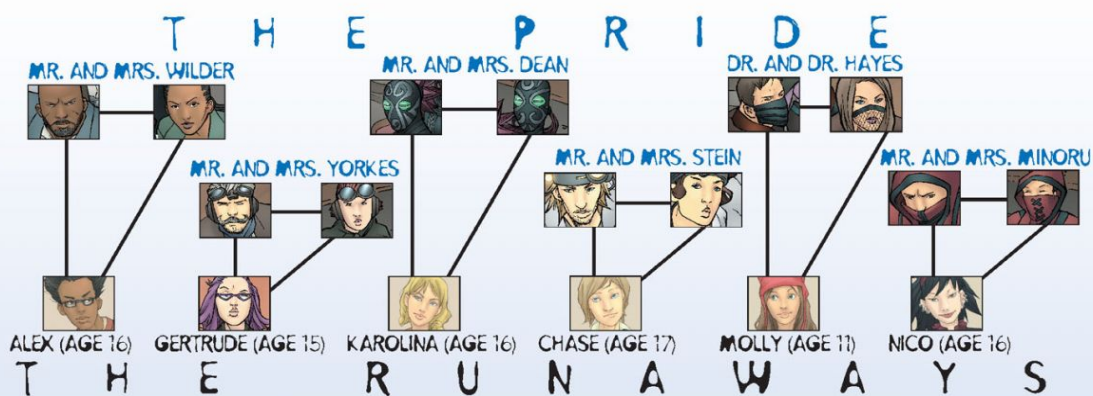 THE PRIDE
MR. AND MRS. WILDER
MR. AND MRS. DEAN
DR. AND DR. HAYES
MR. AND MRS. YORKES
MR. AND MRS. STEIN
MR. AND MRS. MINORU
ALEX (AGE 16)
GERTRUDE (AGE 15)
KAROLINA (AGE 16)
CHASE (AGE 17)
MOLLY (AGE 11)
NICO (AGE 16)
THE RUNAWAYS